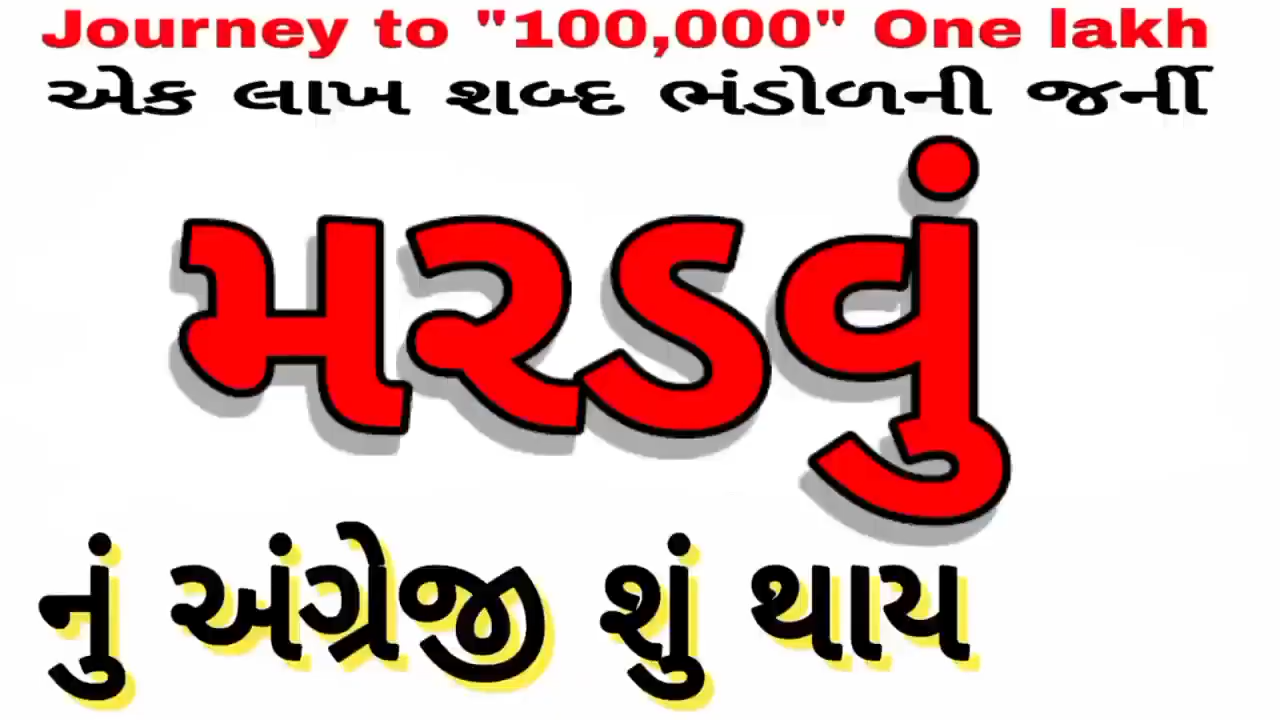 Journey to "100,000" One lakh
એક લાખ શબ્દ ભંડોળની જર્ની
મરડવું
નું અંગ્રેજી શું થાય